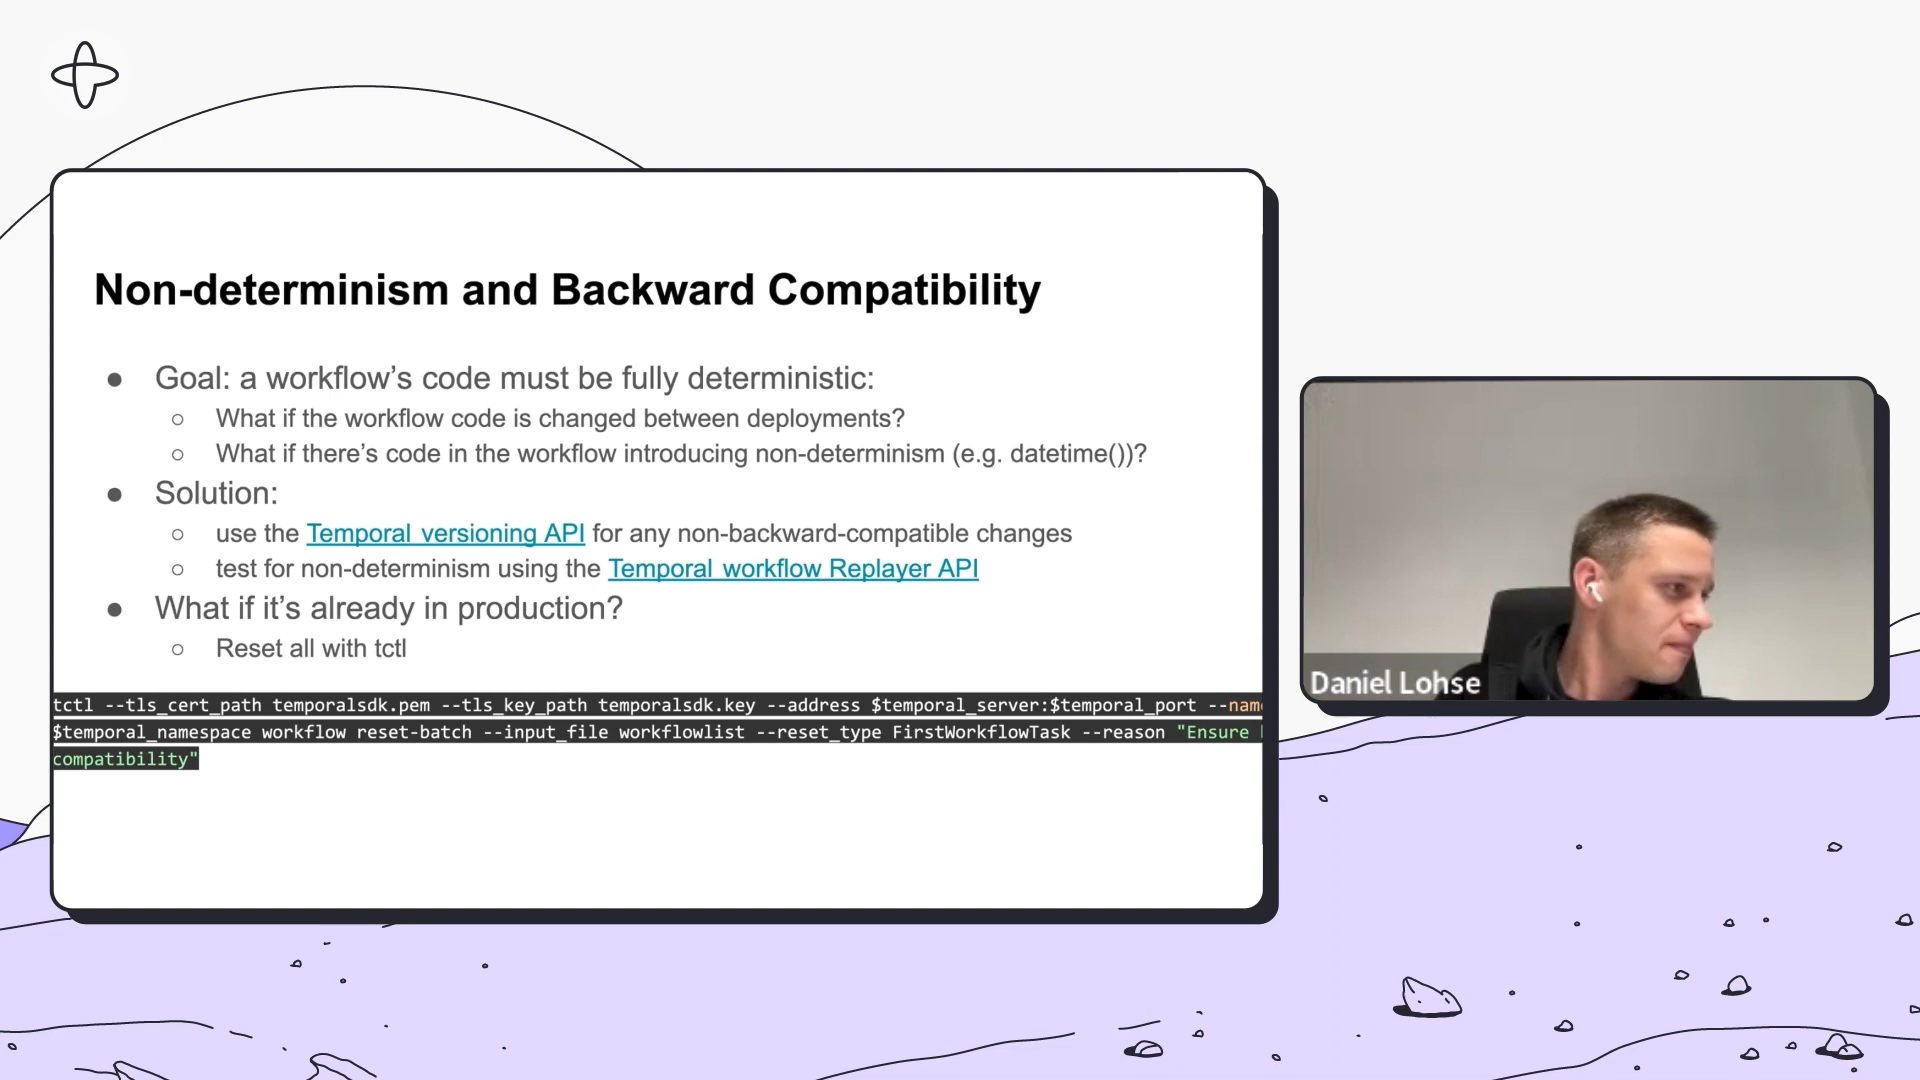 Non-determinism and Backward Compatibility
● Goal: a workflow’s code must be fully deterministic:
○ What if the workflow code is changed between deployments?
○ What if there’s code in the workflow introducing non-determinism (e.g. datetime())?
● Solution:
○ use the Temporal versioning API for any non-backward-compatible changes
○ test for non-determinism using the Temporal workflow Replayer API
● What if it’s already in production?
○ Reset all with tctl
tctl --tls_cert_path temporalsdk.pem --tls_key_path temporalsdk.key --address $temporal_server:$temporal_port --nam
$temporal_namespace workflow reset-batch --input_file workflowlist --reset_type FirstWorkflowTask --reason "Ensure
compatibility"
Daniel Lohse